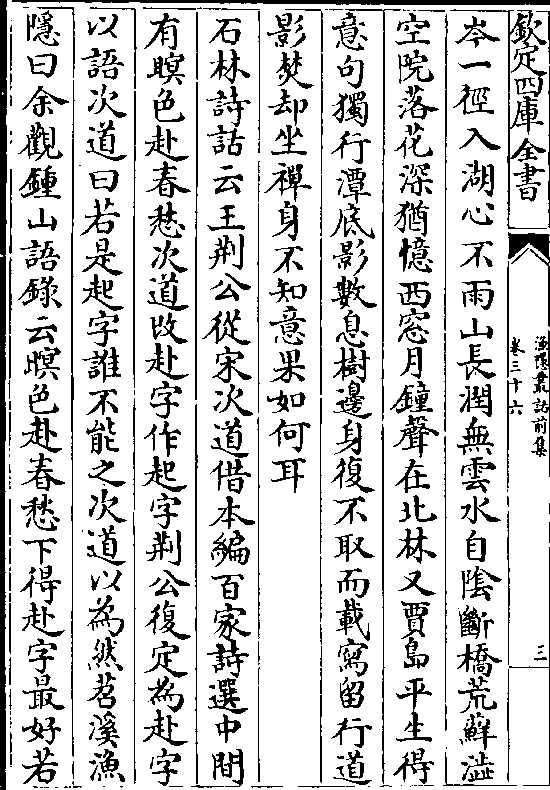 欽定四庫全書
漁隱叢話前集
卷三十六
三
岑一徑入湖心不雨山長潤無雲水自陰斷橋荒蘚澁
空院落花深猶憶西窓月鐘聲在北林又賈島平生得
意句獨行潭底影數息樹邊身復不取而載寫留行道
影焚却坐禪身不知意果如何耳
石林詩話云王荆公從宋次道借本編百家詩選中間
有暝色赴春愁次道改赴字作起字荆公復定為赴字
以語次道曰若是起字誰不能之次道以為然苕溪漁
隱曰余觀鍾山語錄云暝色赴春愁下得赴字最好若